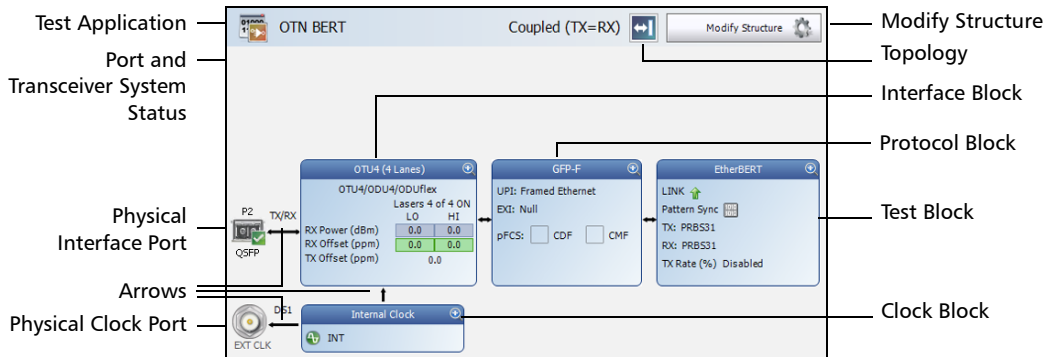 Test Application
OTN BERT
Coupled (TX=RX)
Modify Structure
Modify Structure
Topology
Port and
Transceiver System
Status
Interface Block
Protocol Block
OTU4 (4 Lanes)
OTU4/ODU4/ODUflex
Lasers 4 of 4 ON
LO HI
RX Power (dBm) 0.0 0.0
RX Offset (ppm) 0.0 0.0
TX Offset (ppm) 0.0
GFP-F
UPI: Framed Ethernet
EXI: Null
pFCS: CDF CMF
EtherBERT
LINK
Pattern Sync
TX: PRBS31
RX: PRBS31
TX Rate (%) Disabled
Test Block
Physical
Interface Port
P2
TX/RX
QSFP
Arrows
Physical Clock Port
DS1
EXT CLK
Internal Clock
INT
Clock Block